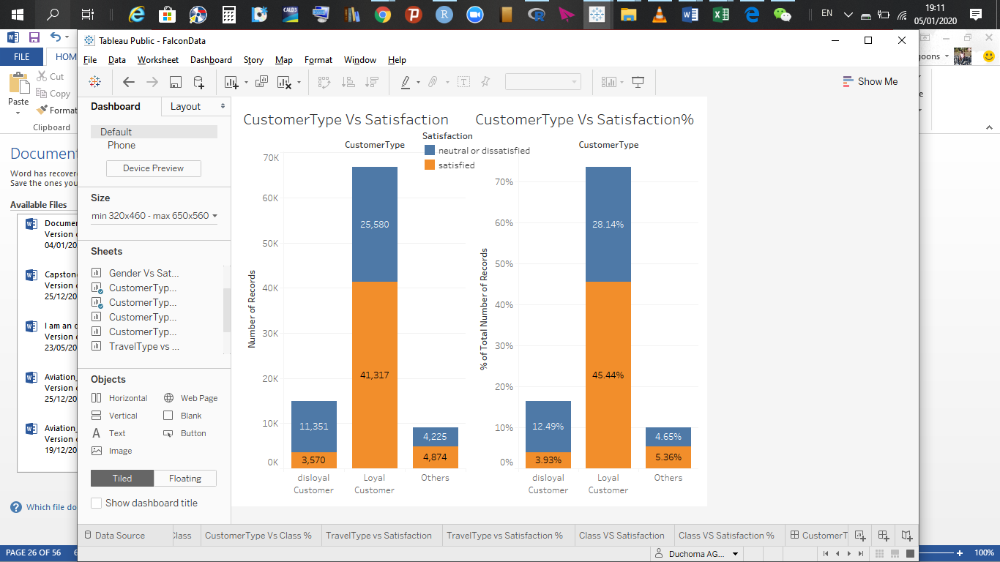 CALD3
EN
19:11
05/01/2020
FILE
HOM
Cut
Copy
Paste
Format
Clipboard
goons
Tableau Public - FalconData
File Data Worksheet Dashboard Story Map Format Window Help
Show Me
Dashboard
Layout
Default
Phone
Device Preview
Size
min 320x460 - max 650x560
Sheets
Gender Vs Sat...
CustomerTyp...
CustomerTyp...
CustomerTyp...
CustomerTyp...
TravelType vs ...
Objects
Horizontal Web Page
Vertical Blank
A Text Button
Image
Tiled Floating
Show dashboard title
Document
Word has recovere
Save the ones you
Available Files
Documen
Version c
04/01/20
Capstone
Version c
25/12/20
I am an o
Version c
23/05/20
Aviation_
Version c
25/12/20
Aviation_
Version c
19/12/20
Which file do
CustomerType Vs Satisfaction
CustomerType
70K
60K
50K
40K
30K
20K
10K
0K
Number of Records
25,580
41,317
11,351
3,570
4,225
4,874
disloyal
Customer
Loyal
Customer
Others
Satisfaction
neutral or dissatisfied
satisfied
CustomerType Vs Satisfaction%
CustomerType
70%
60%
50%
40%
30%
20%
10%
0%
% of Total Number of Records
28.14%
45.44%
12.49%
3.93%
4.65%
5.36%
disloyal
Customer
Loyal
Customer
Others
Data Source
Class
CustomerType Vs Class %
TravelType vs Satisfaction
TravelType vs Satisfaction %
Class VS Satisfaction
Class VS Satisfaction %
CustomerT
Duchoma AG...
PAGE 26 OF 56
100%